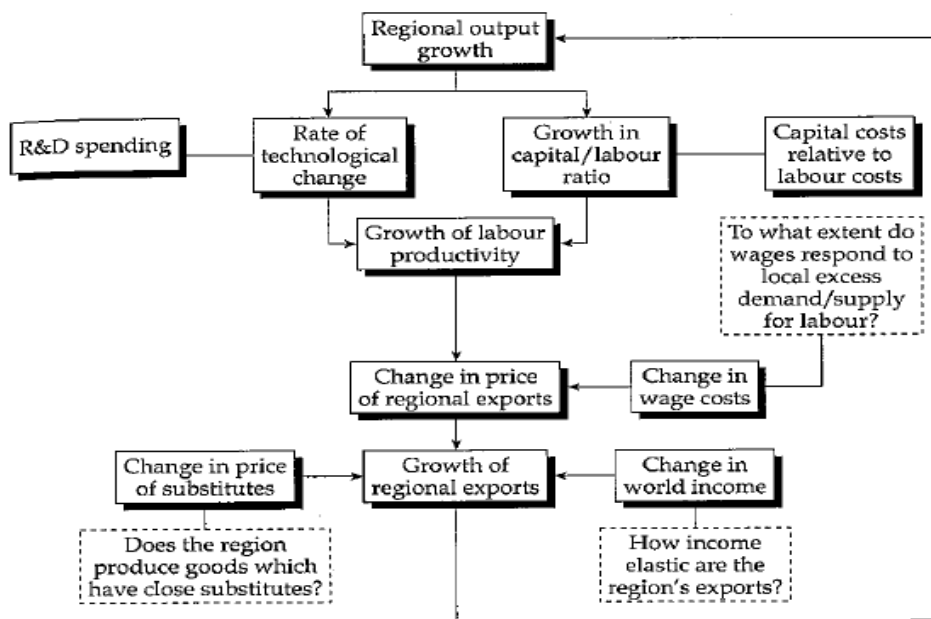 Regional output
growth
R&D spending
Rate of
technological
change
Growth in
capital/labour
ratio
Capital costs
relative to
labour costs
Growth of labour
productivity
To what extent do
wages respond to
local excess
demand/supply
for labour?
Change in price
of regional exports
Change in
wage costs
Change in price
of substitutes
Growth of
regional exports
Change in
world income
Does the region
produce goods which
have close substitutes?
How income
elastic are the
region's exports?